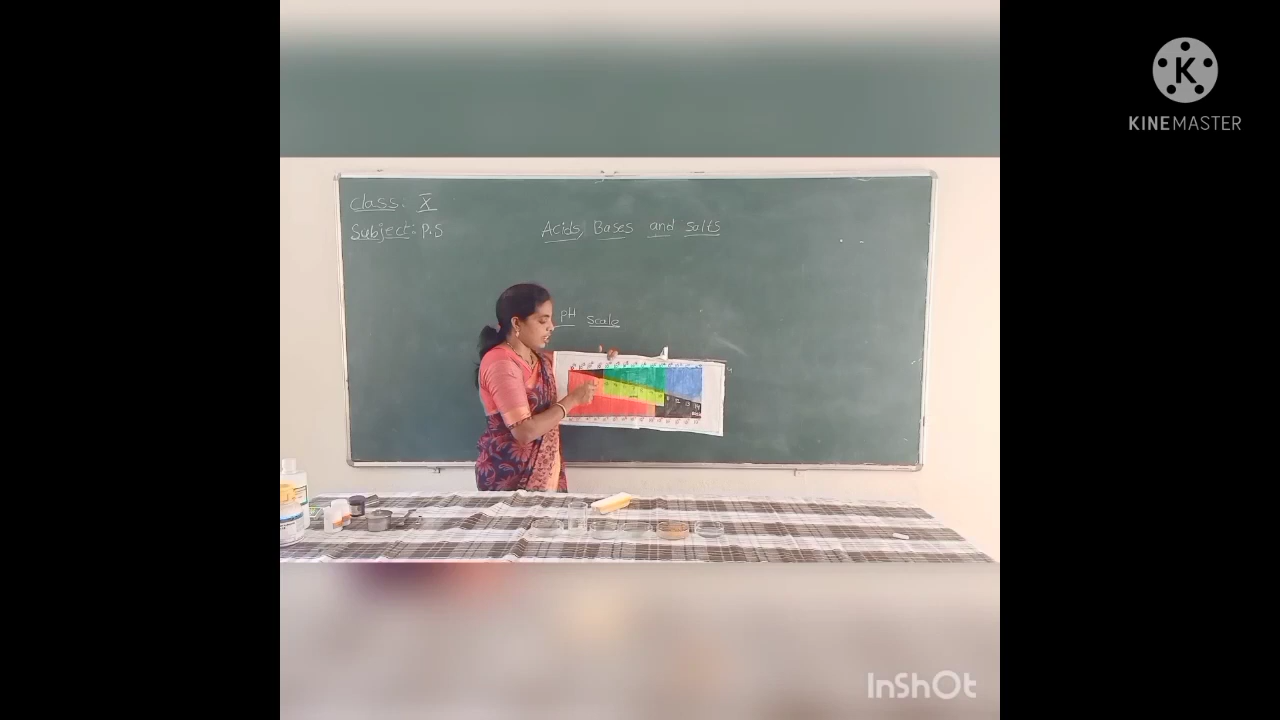 Class: X
Subject: P.S
Acids, Bases and salts
pH scale
KINEMASTER
InShOt